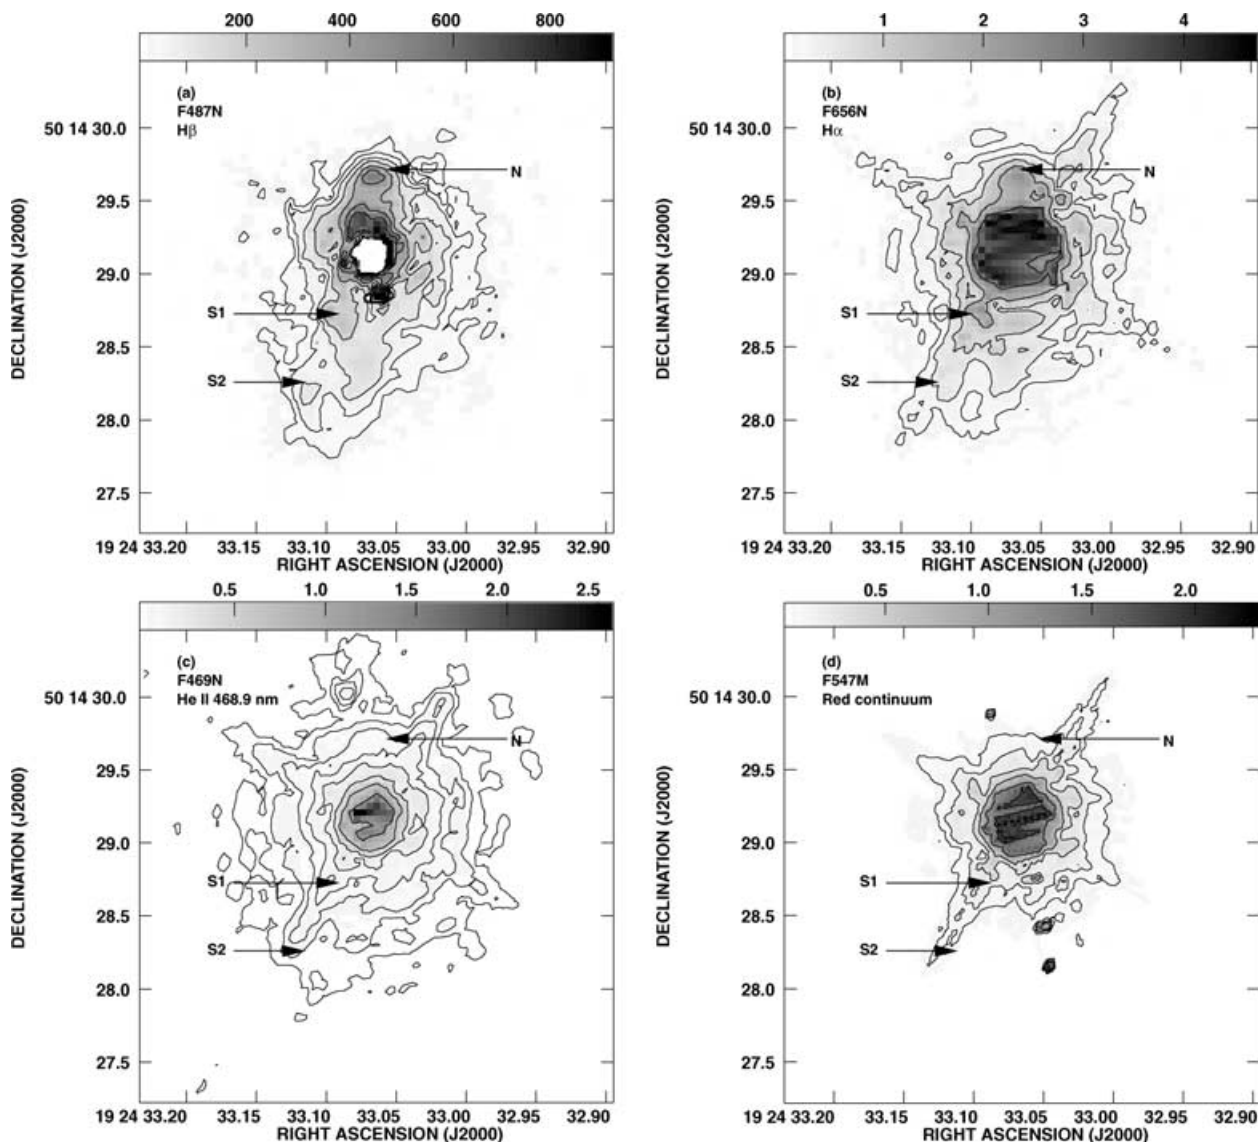 200 400 600 800
(a)
F487N
Hβ
N
S1
S2
50 14 30.0
29.5
29.0
28.5
28.0
27.5
DECLINATION (J2000)
19 24 33.20 33.15 33.10 33.05 33.00 32.95 32.90
RIGHT ASCENSION (J2000)
1 2 3 4
(b)
F656N
Hα
N
S1
S2
50 14 30.0
29.5
29.0
28.5
28.0
27.5
DECLINATION (J2000)
19 24 33.20 33.15 33.10 33.05 33.00 32.95 32.90
RIGHT ASCENSION (J2000)
0.5 1.0 1.5 2.0 2.5
(c)
F469N
He II 468.9 nm
N
S1
S2
50 14 30.0
29.5
29.0
28.5
28.0
27.5
DECLINATION (J2000)
19 24 33.20 33.15 33.10 33.05 33.00 32.95 32.90
RIGHT ASCENSION (J2000)
0.5 1.0 1.5 2.0
(d)
F547M
Red continuum
N
S1
S2
50 14 30.0
29.5
29.0
28.5
28.0
27.5
DECLINATION (J2000)
19 24 33.20 33.15 33.10 33.05 33.00 32.95 32.90
RIGHT ASCENSION (J2000)